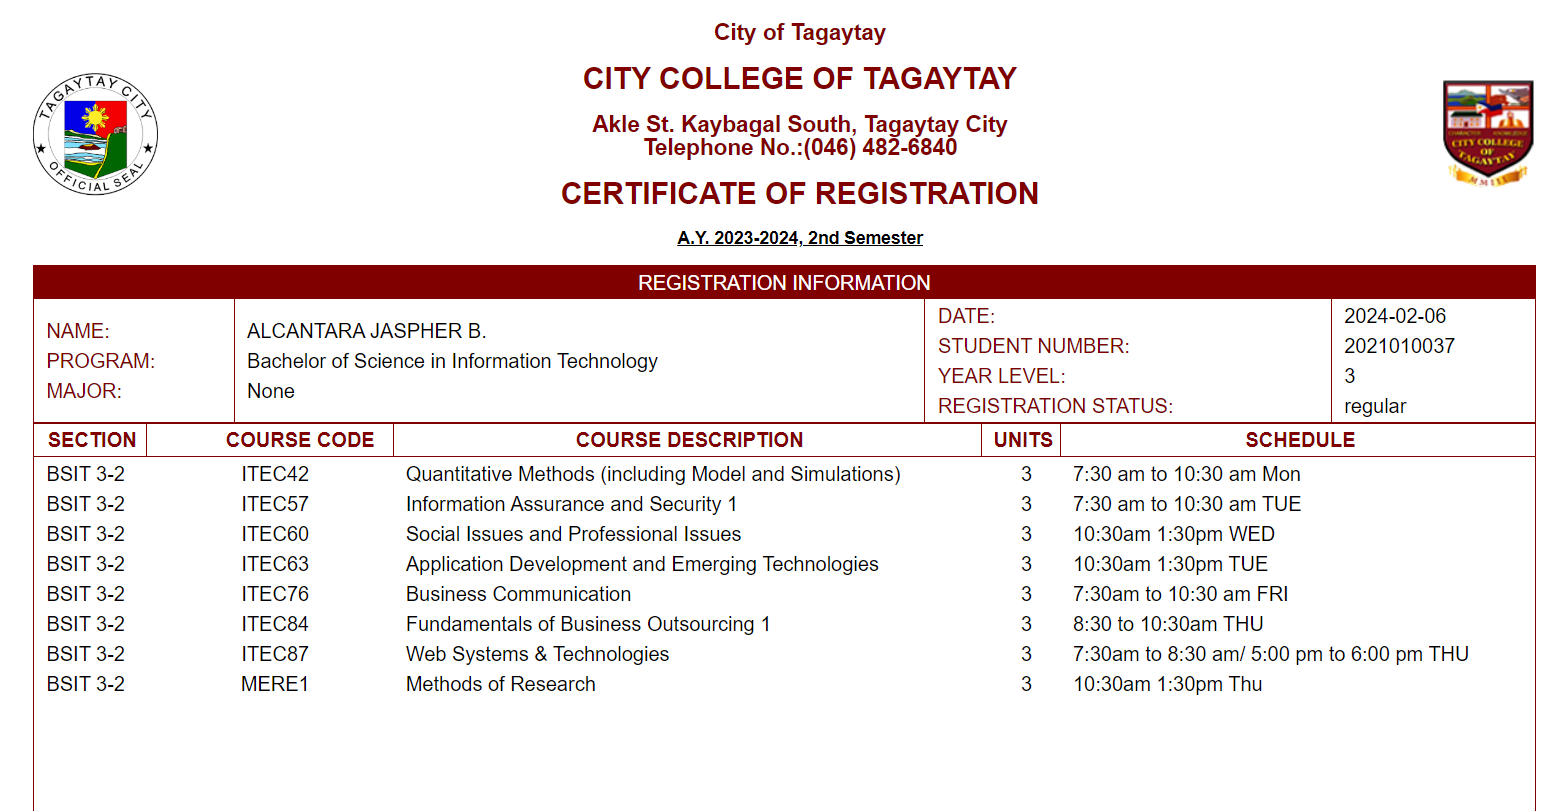 City of Tagaytay
CITY COLLEGE OF TAGAYTAY
Akle St. Kaybagal South, Tagaytay City
Telephone No.:(046) 482-6840
CERTIFICATE OF REGISTRATION
A.Y. 2023-2024, 2nd Semester
TAGAYTAY CITY
OFFICIAL SEAL
CHARACTER KNOWLEDGE
CITY COLLEGE
OF
TAGAYTAY
MMIII
REGISTRATION INFORMATION
NAME: ALCANTARA JASPHER B.
PROGRAM: Bachelor of Science in Information Technology
MAJOR: None
DATE: 2024-02-06
STUDENT NUMBER: 2021010037
YEAR LEVEL: 3
REGISTRATION STATUS: regular
SECTION COURSE CODE COURSE DESCRIPTION UNITS SCHEDULE
BSIT 3-2 ITEC42 Quantitative Methods (including Model and Simulations) 3 7:30 am to 10:30 am Mon
BSIT 3-2 ITEC57 Information Assurance and Security 1 3 7:30 am to 10:30 am TUE
BSIT 3-2 ITEC60 Social Issues and Professional Issues 3 10:30am 1:30pm WED
BSIT 3-2 ITEC63 Application Development and Emerging Technologies 3 10:30am 1:30pm TUE
BSIT 3-2 ITEC76 Business Communication 3 7:30am to 10:30 am FRI
BSIT 3-2 ITEC84 Fundamentals of Business Outsourcing 1 3 8:30 to 10:30am THU
BSIT 3-2 ITEC87 Web Systems & Technologies 3 7:30am to 8:30 am/ 5:00 pm to 6:00 pm THU
BSIT 3-2 MERE1 Methods of Research 3 10:30am 1:30pm Thu